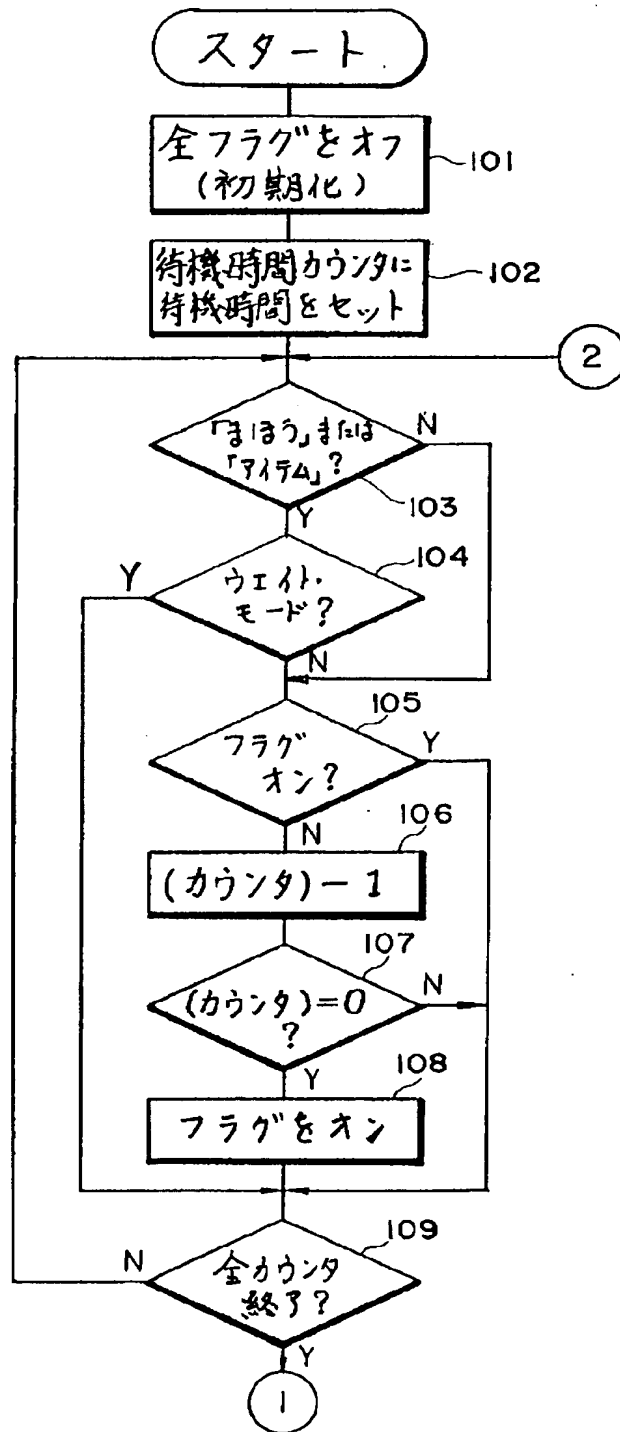 スタート
全フラグをオフ
(初期化)
101
待機時間カウンタに
待機時間をセット
102
2
「まほう」または
「アイテム」?
N
103
Y
104
Y
ウエイト・
モード?
N
105
フラグ
オン?
Y
N
106
(カウンタ)-1
107
(カウンタ)=0
?
N
Y
108
フラグをオン
109
N
全カウンタ
終了?
Y
1